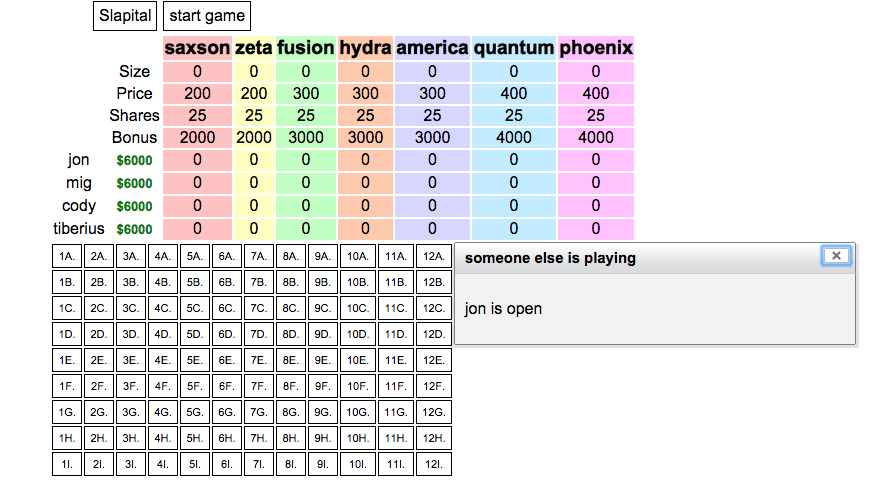 Slapital start game
saxson zeta fusion hydra america quantum phoenix
Size 0 0 0 0 0 0 0
Price 200 200 300 300 300 400 400
Shares 25 25 25 25 25 25 25
Bonus 2000 2000 3000 3000 3000 4000 4000
jon $6000 0 0 0 0 0 0 0
mig $6000 0 0 0 0 0 0 0
cody $6000 0 0 0 0 0 0 0
tiberius $6000 0 0 0 0 0 0 0
1A. 2A. 3A. 4A. 5A. 6A. 7A. 8A. 9A. 10A. 11A. 12A.
1B. 2B. 3B. 4B. 5B. 6B. 7B. 8B. 9B. 10B. 11B. 12B.
1C. 2C. 3C. 4C. 5C. 6C. 7C. 8C. 9C. 10C. 11C. 12C.
1D. 2D. 3D. 4D. 5D. 6D. 7D. 8D. 9D. 10D. 11D. 12D.
1E. 2E. 3E. 4E. 5E. 6E. 7E. 8E. 9E. 10E. 11E. 12E.
1F. 2F. 3F. 4F. 5F. 6F. 7F. 8F. 9F. 10F. 11F. 12F.
1G. 2G. 3G. 4G. 5G. 6G. 7G. 8G. 9G. 10G. 11G. 12G.
1H. 2H. 3H. 4H. 5H. 6H. 7H. 8H. 9H. 10H. 11H. 12H.
1I. 2I. 3I. 4I. 5I. 6I. 7I. 8I. 9I. 10I. 11I. 12I.
someone else is playing
jon is open